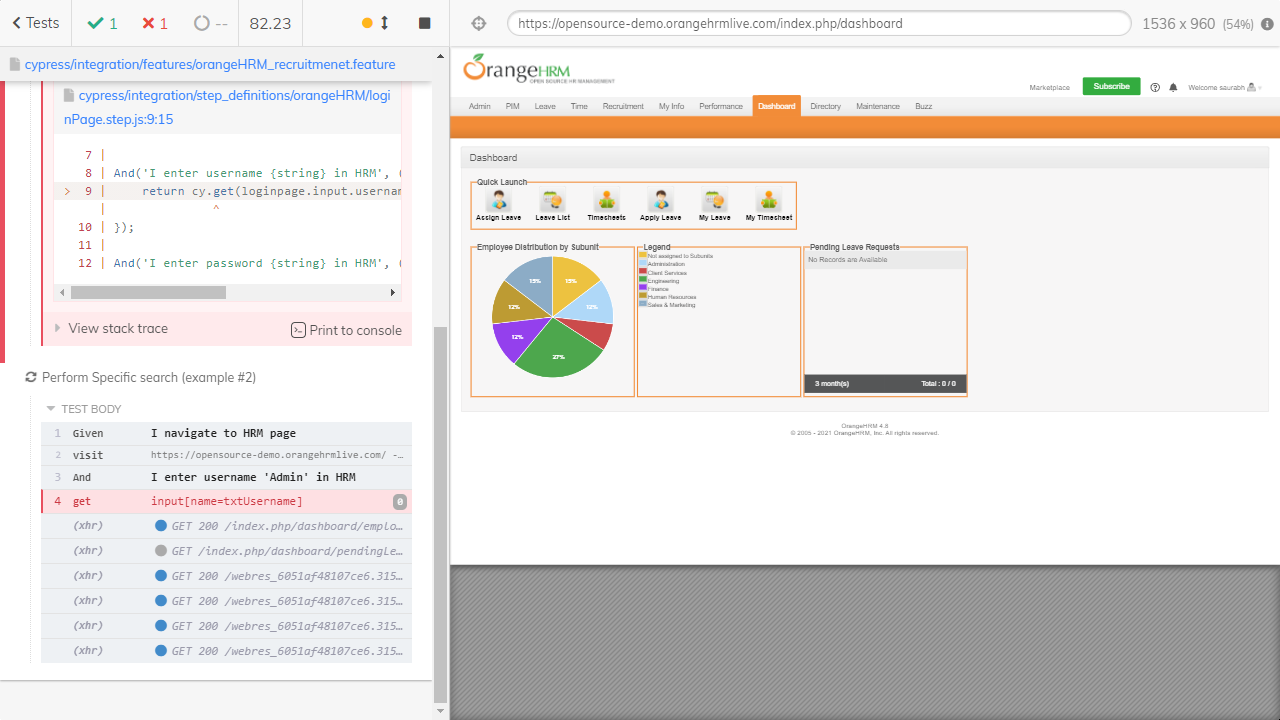 Tests 1 1 -- 82.23
https://opensource-demo.orangehrmlive.com/index.php/dashboard 1536 x 960 (54%)
cypress/integration/features/orangeHRM_recruitmenet.feature
cypress/integration/step_definitions/orangeHRM/logi
nPage.step.js:9:15
7 |
8 | And('I enter username {string} in HRM', (
> 9 | return cy.get(loginpage.input.usernam
| ^
10 | });
11 |
12 | And('I enter password {string} in HRM', (
View stack trace Print to console
Perform Specific search (example #2)
TEST BODY
1 Given I navigate to HRM page
2 visit https://opensource-demo.orangehrmlive.com/ -…
3 And I enter username 'Admin' in HRM
4 get input[name=txtUsername] 0
(xhr) GET 200 /index.php/dashboard/emplo…
(xhr) GET /index.php/dashboard/pendingLe…
(xhr) GET 200 /webres_6051af48107ce6.315…
(xhr) GET 200 /webres_6051af48107ce6.315…
(xhr) GET 200 /webres_6051af48107ce6.315…
(xhr) GET 200 /webres_6051af48107ce6.315…
OrangeHRM
OPEN SOURCE HR MANAGEMENT
Marketplace Subscribe Welcome saurabh
Admin PIM Leave Time Recruitment My Info Performance Dashboard Directory Maintenance Buzz
Dashboard
Quick Launch
Assign Leave Leave List Timesheets Apply Leave My Leave My Timesheet
Employee Distribution by Subunit
15%
15%
12%
12%
12%
27%
Legend
Not assigned to Subunits
Administration
Client Services
Engineering
Finance
Human Resources
Sales & Marketing
Pending Leave Requests
No Records are Available
3 month(s) Total : 0 / 0
OrangeHRM 4.8
© 2005 - 2021 OrangeHRM, Inc. All rights reserved.